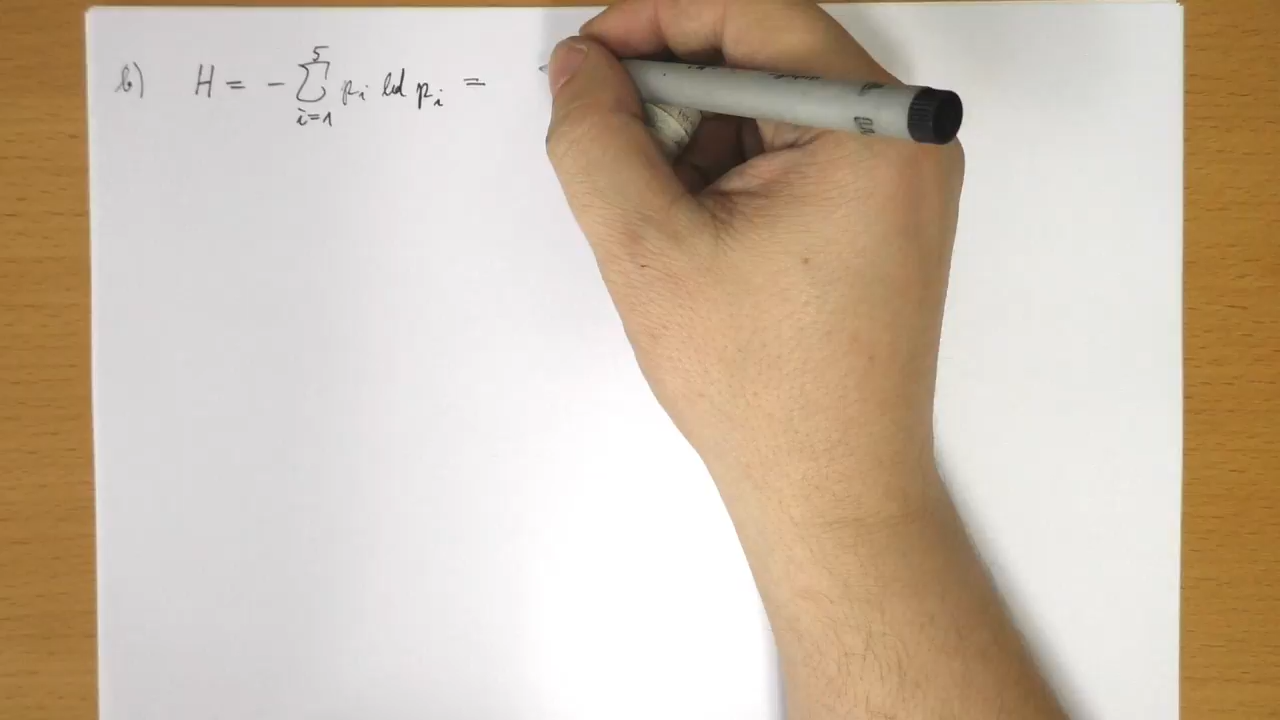 b) H = - ∑_{i=1}^{5} p_i ld p_i =